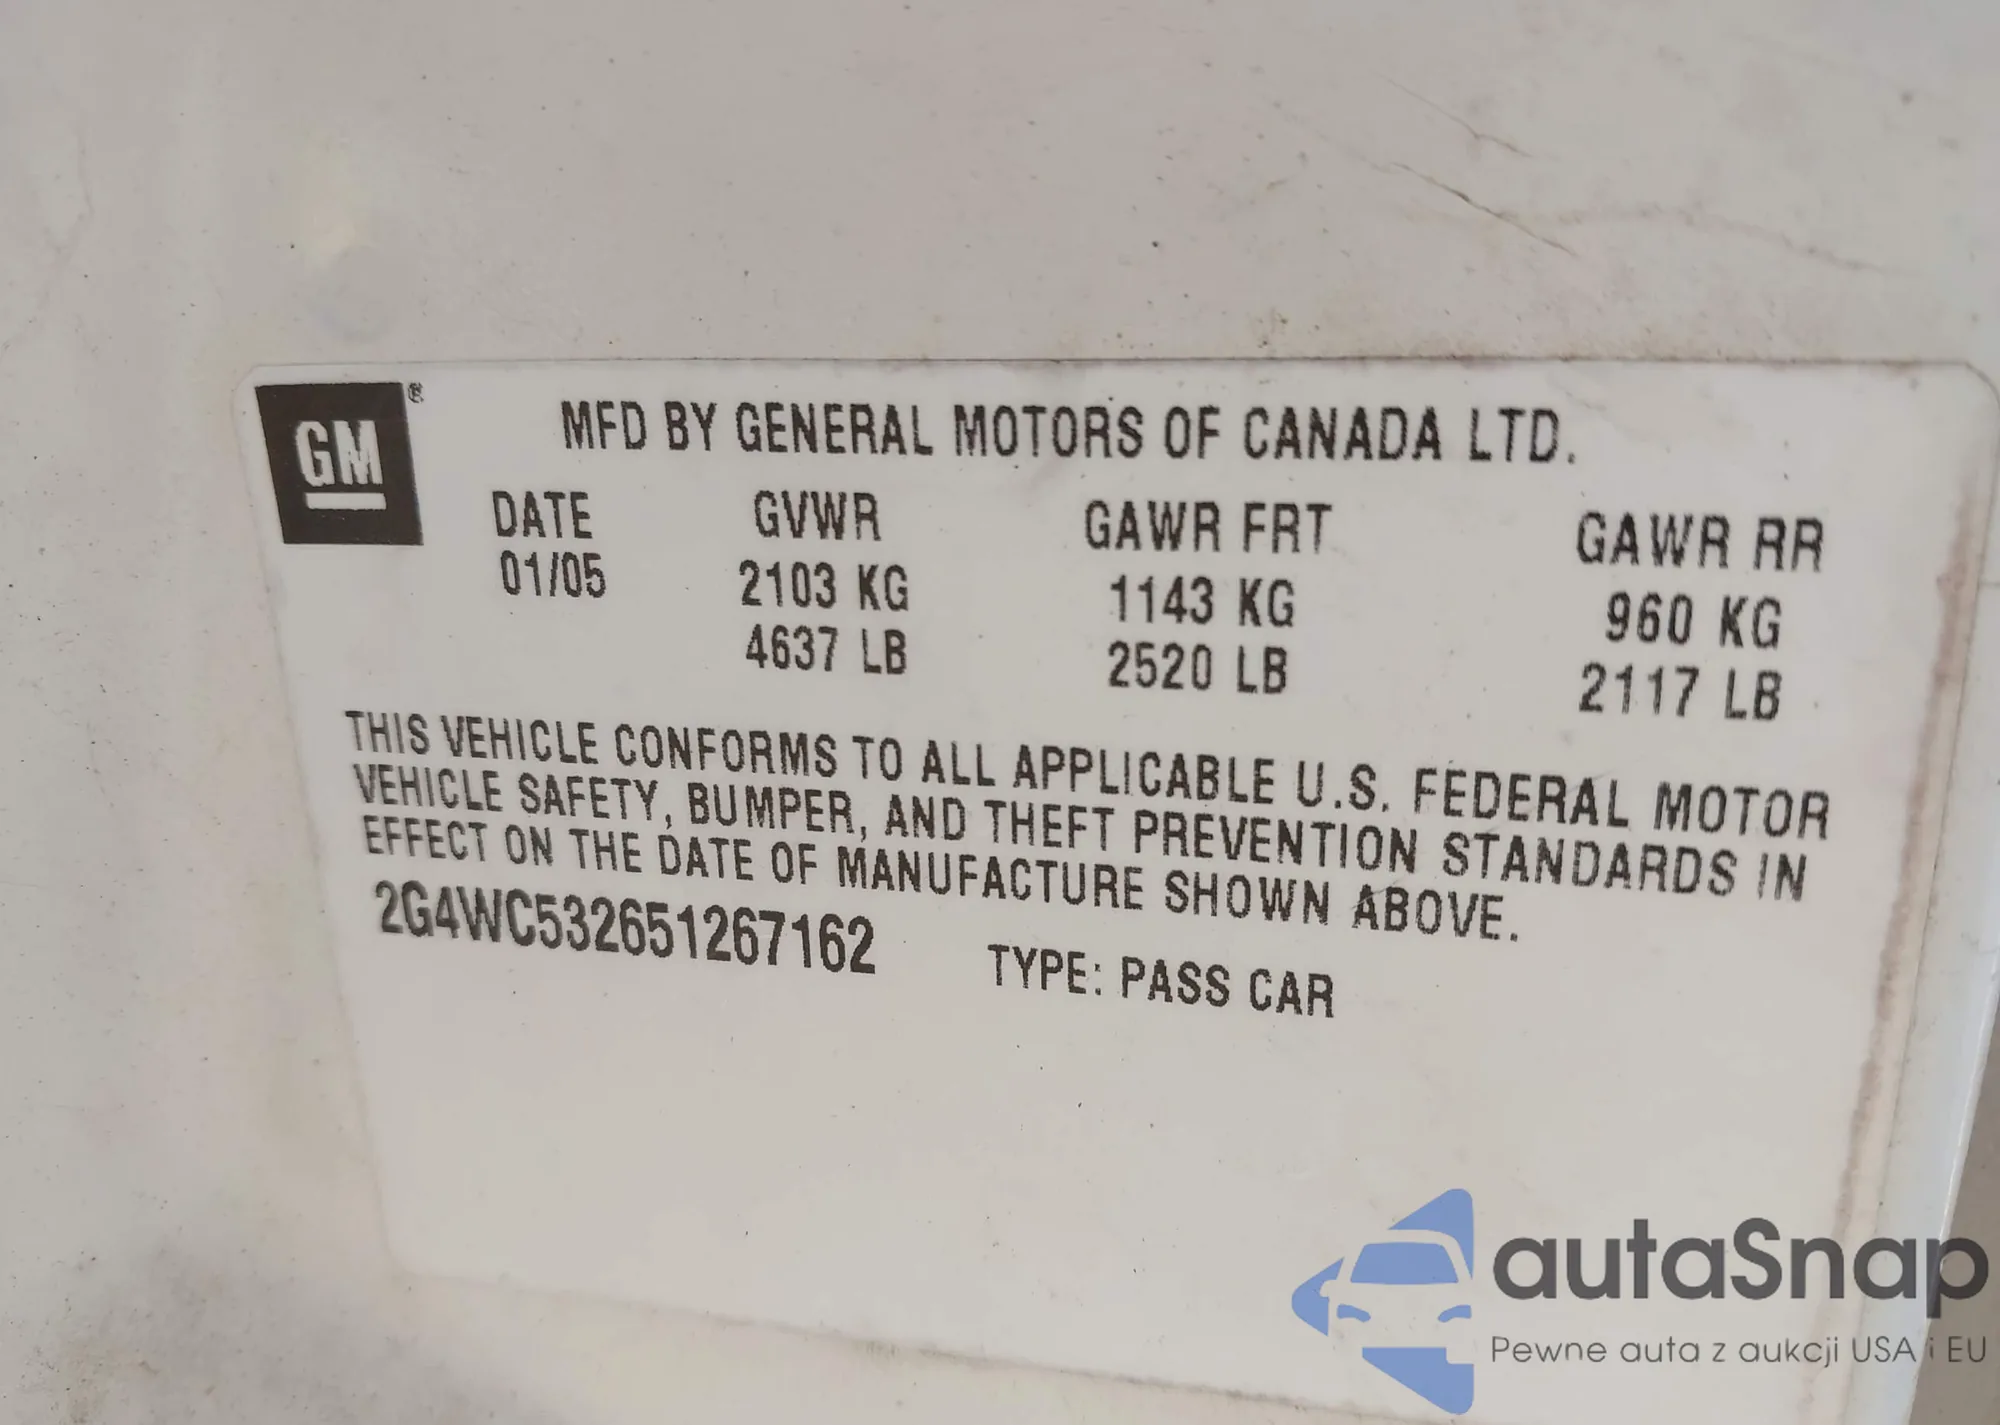 GM®
MFD BY GENERAL MOTORS OF CANADA LTD.
DATE GVWR GAWR FRT GAWR RR
01/05 2103 KG 1143 KG 960 KG
4637 LB 2520 LB 2117 LB
THIS VEHICLE CONFORMS TO ALL APPLICABLE U.S. FEDERAL MOTOR
VEHICLE SAFETY, BUMPER, AND THEFT PREVENTION STANDARDS IN
EFFECT ON THE DATE OF MANUFACTURE SHOWN ABOVE.
2G4WC532651267162 TYPE: PASS CAR
autaSnap
Pewne auta z aukcji USA i EU